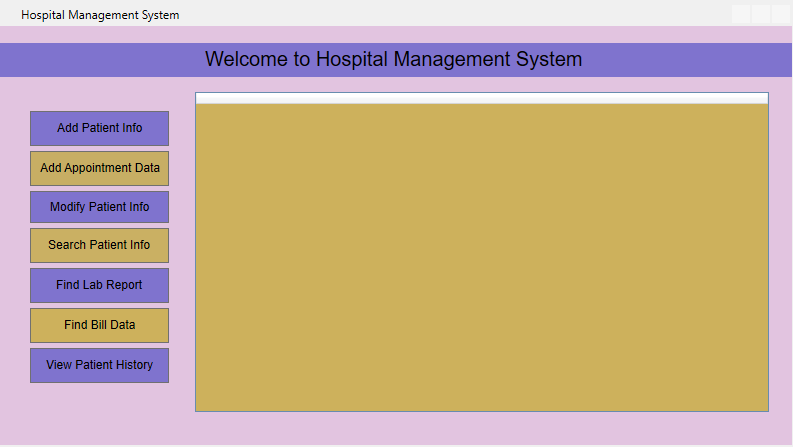 Hospital Management System
Welcome to Hospital Management System
Add Patient Info
Add Appointment Data
Modify Patient Info
Search Patient Info
Find Lab Report
Find Bill Data
View Patient History